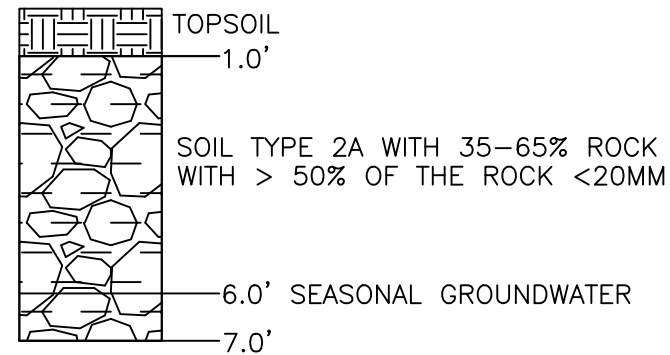 TOPSOIL
1.0'
SOIL TYPE 2A WITH 35-65% ROCK
WITH > 50% OF THE ROCK <20MM
6.0' SEASONAL GROUNDWATER
7.0'